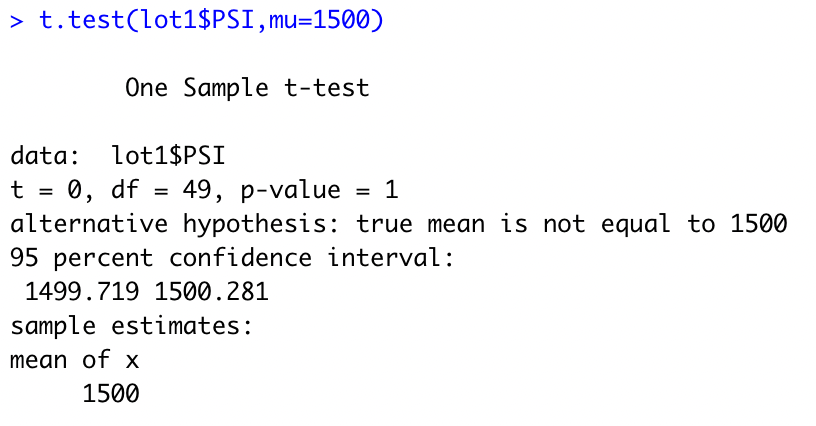 > t.test(lot1$PSI,mu=1500)
One Sample t-test
data:  lot1$PSI
t = 0, df = 49, p-value = 1
alternative hypothesis: true mean is not equal to 1500
95 percent confidence interval:
1499.719 1500.281
sample estimates:
mean of x
1500